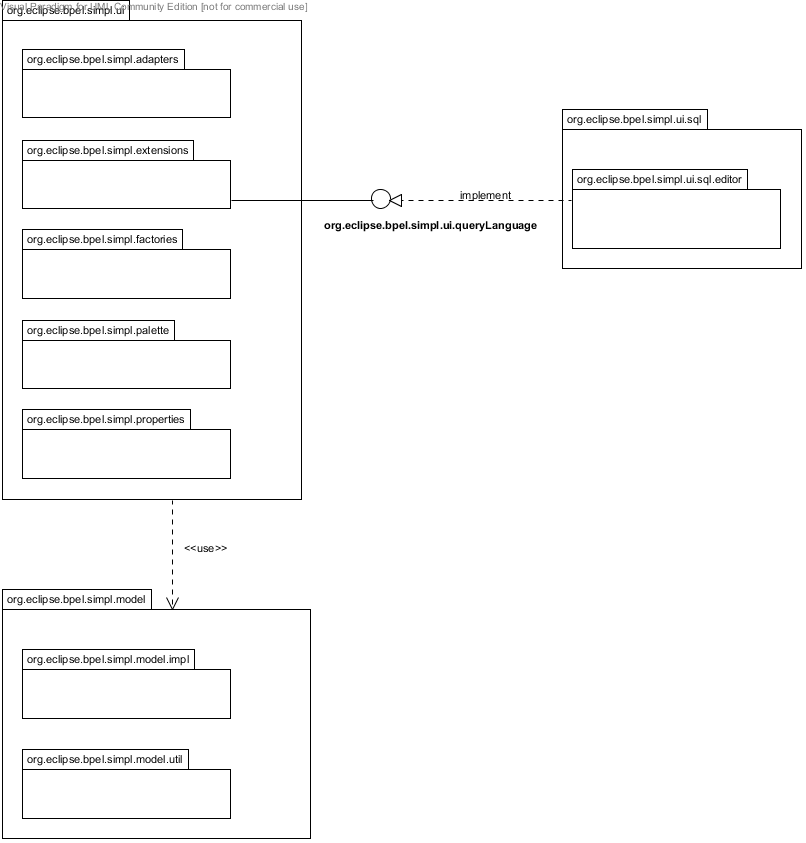 Visual Paradigm for UML Community Edition [not for commercial use]
org.eclipse.bpel.simpl.ui
org.eclipse.bpel.simpl.adapters
org.eclipse.bpel.simpl.extensions
org.eclipse.bpel.simpl.factories
org.eclipse.bpel.simpl.palette
org.eclipse.bpel.simpl.properties
implement
org.eclipse.bpel.simpl.ui.queryLanguage
org.eclipse.bpel.simpl.ui.sql
org.eclipse.bpel.simpl.ui.sql.editor
<<use>>
org.eclipse.bpel.simpl.model
org.eclipse.bpel.simpl.model.impl
org.eclipse.bpel.simpl.model.util